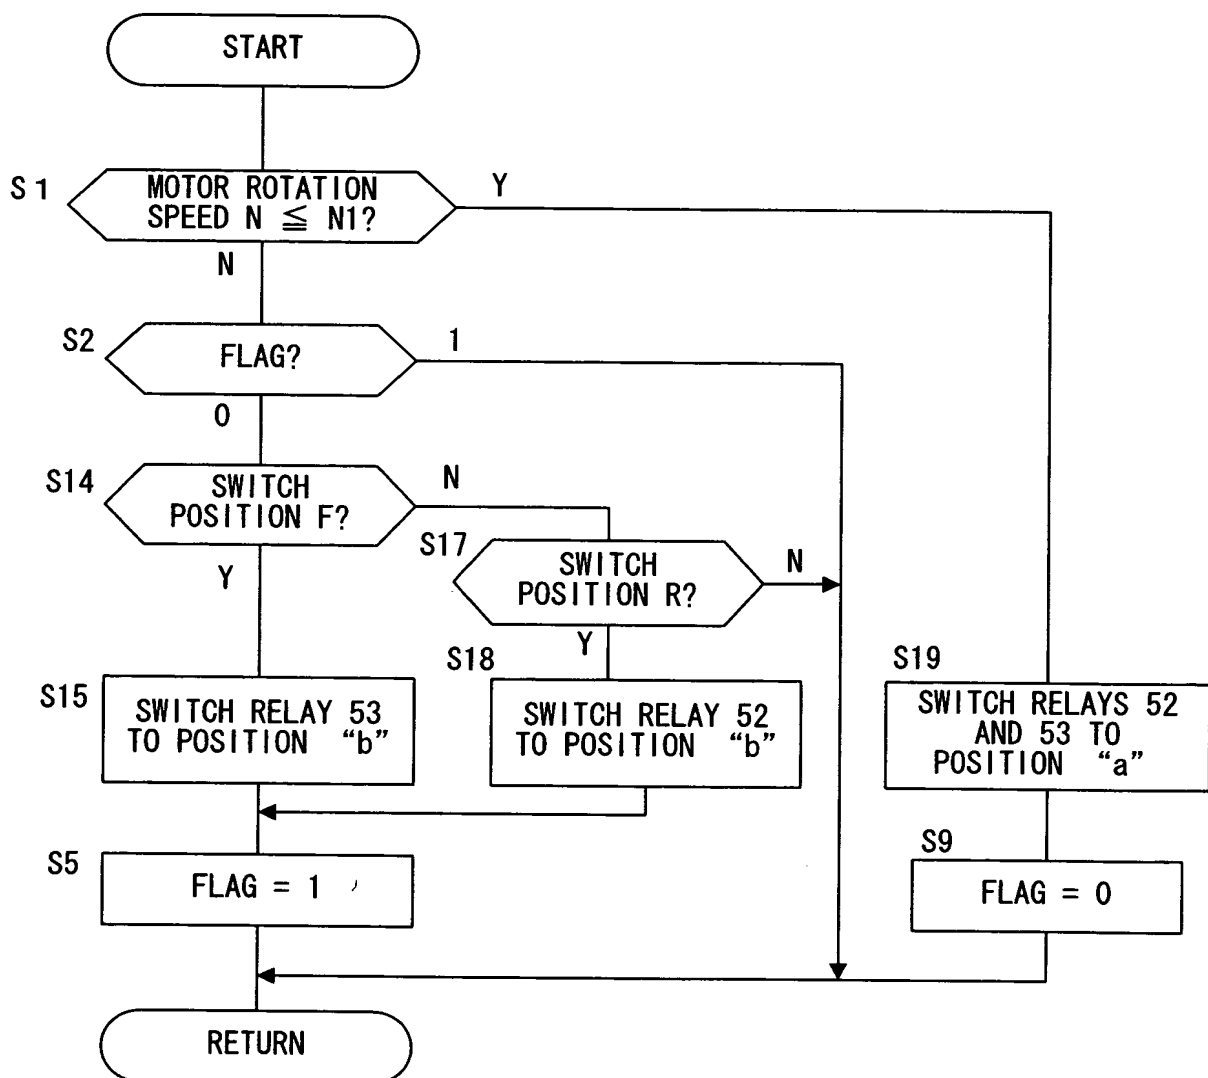 START
S1
MOTOR ROTATION
SPEED N ≦ N1?
Y
N
S2
FLAG?
1
0
S14
SWITCH
POSITION F?
N
Y
S17
SWITCH
POSITION R?
N
Y
S15
SWITCH RELAY 53
TO POSITION “b”
S18
SWITCH RELAY 52
TO POSITION “b”
S19
SWITCH RELAYS 52
AND 53 TO
POSITION “a”
S5
FLAG = 1
S9
FLAG = 0
RETURN